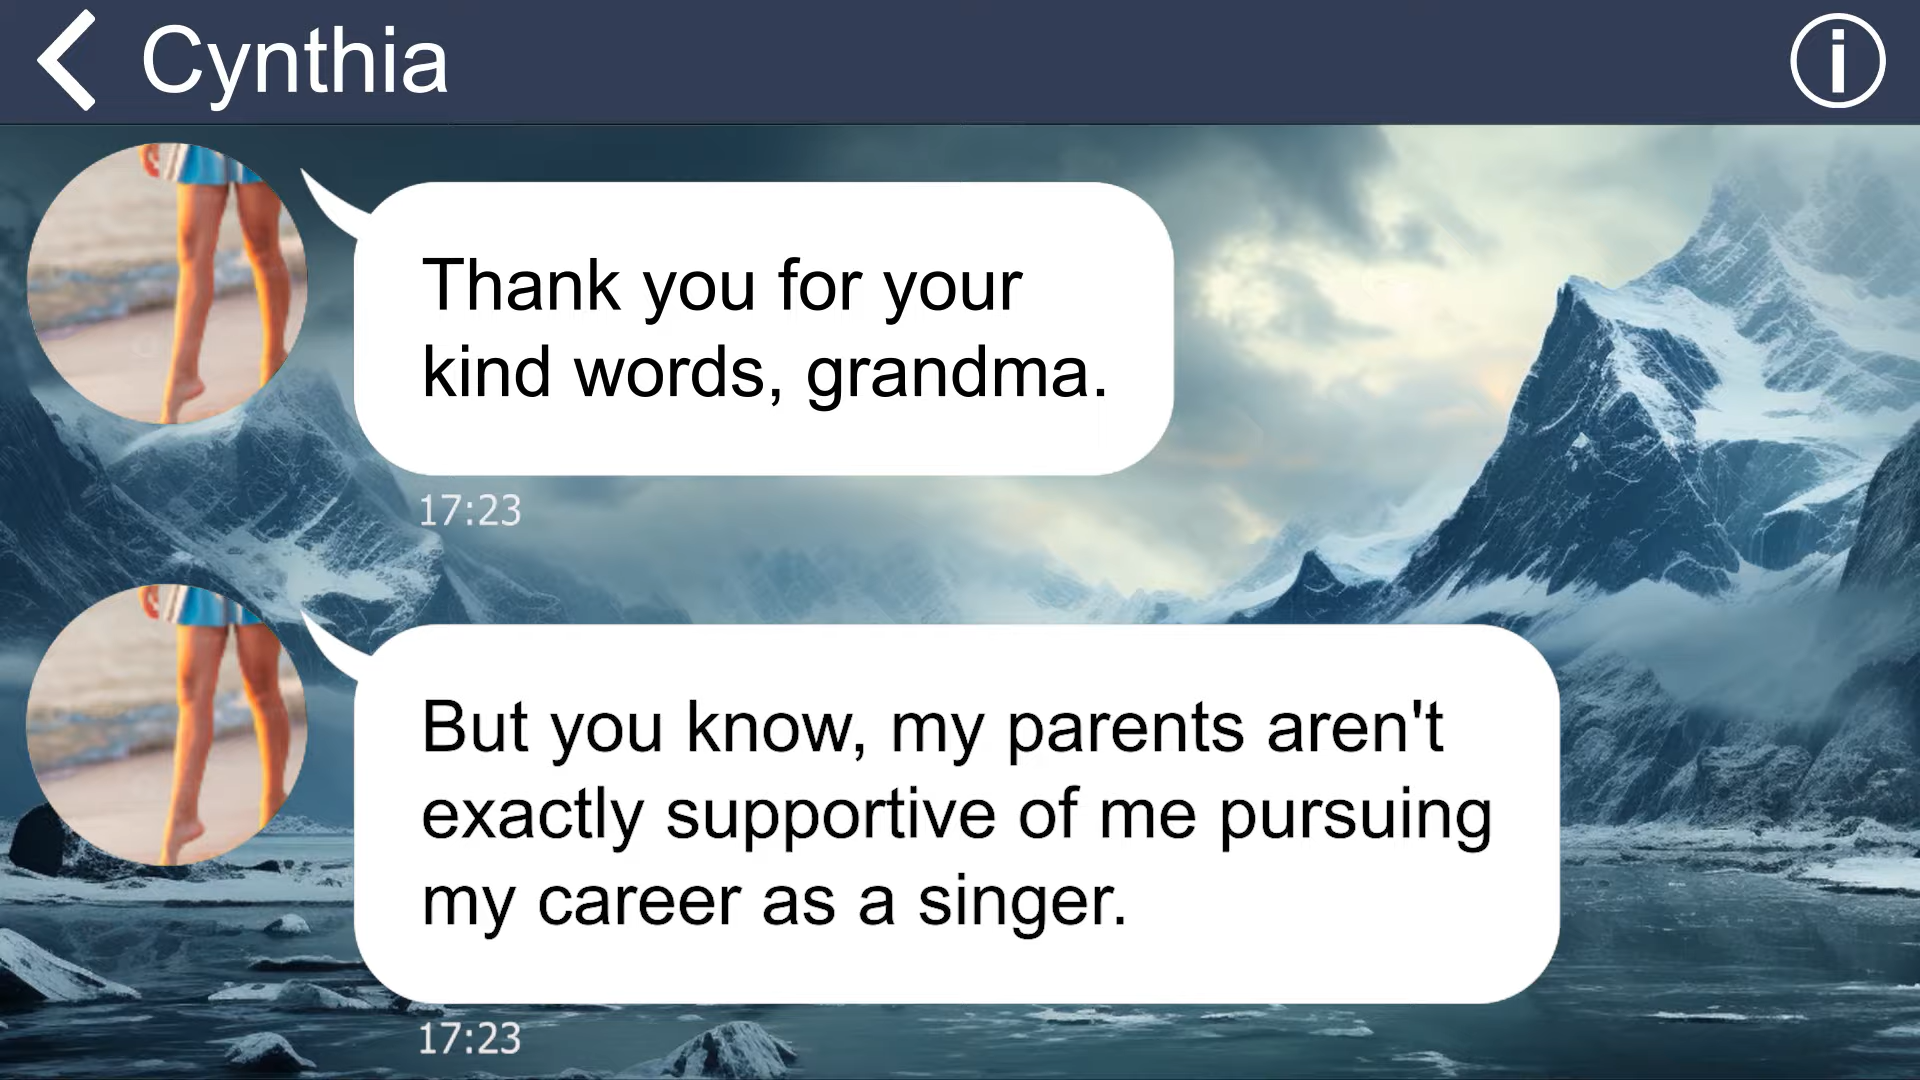 Cynthia
Thank you for your
kind words, grandma.
17:23
But you know, my parents aren't
exactly supportive of me pursuing
my career as a singer.
17:23